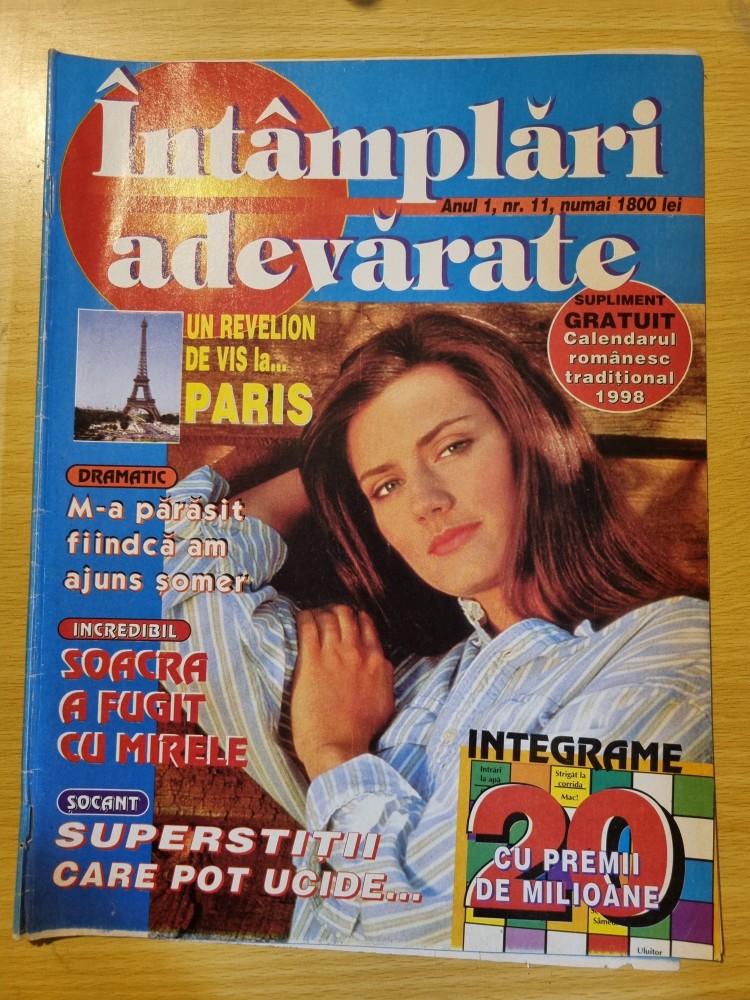 Întâmplări
Anul 1, nr. 11, numai 1800 lei
adevărate
SUPLIMENT
GRATUIT
Calendarul
românesc
tradițional
1998
UN REVELION
DE VIS la...
PARIS
DRAMATIC
M-a părăsit
fiindcă am
ajuns șomer
INCREDIBIL
SOACRA
A FUGIT
CU MIRELE
ȘOCANT
SUPERSTITII
CARE POT UCIDE...
INTEGRAME
Intrări
la apă
Strigăt la
corrida
Mac!
20
CU PREMII
DE MILIOANE
Uluitor